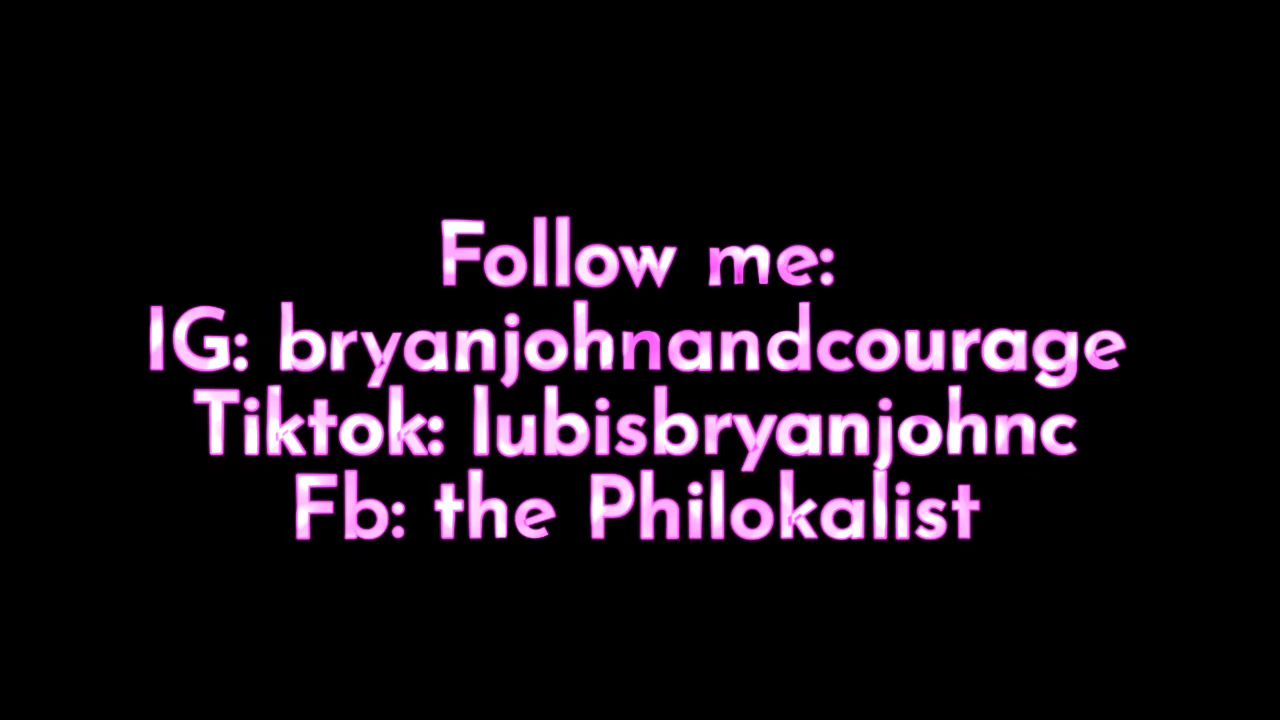 Follow me:
IG: bryanjohnandcourage
Tiktok: lubisbryanjohnc
Fb: the Philokalist